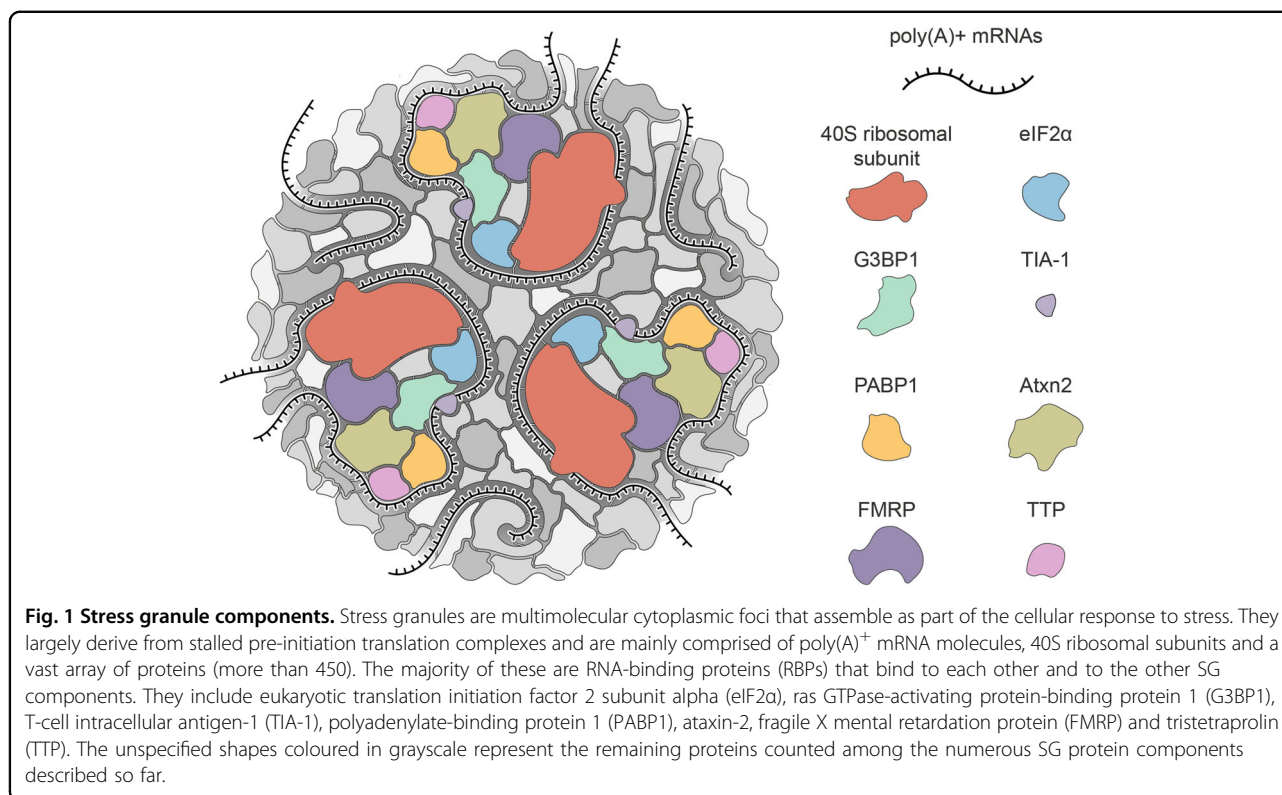 poly(A)+ mRNAs
40S ribosomal
subunit
eIF2α
G3BP1
TIA-1
PABP1
Atxn2
FMRP
TTP
Fig. 1 Stress granule components. Stress granules are multimolecular cytoplasmic foci that assemble as part of the cellular response to stress. They
largely derive from stalled pre-initiation translation complexes and are mainly comprised of poly(A)+ mRNA molecules, 40S ribosomal subunits and a
vast array of proteins (more than 450). The majority of these are RNA-binding proteins (RBPs) that bind to each other and to the other SG
components. They include eukaryotic translation initiation factor 2 subunit alpha (eIF2α), ras GTPase-activating protein-binding protein 1 (G3BP1),
T-cell intracellular antigen-1 (TIA-1), polyadenylate-binding protein 1 (PABP1), ataxin-2, fragile X mental retardation protein (FMRP) and tristetraprolin
(TTP). The unspecified shapes coloured in grayscale represent the remaining proteins counted among the numerous SG protein components
described so far.